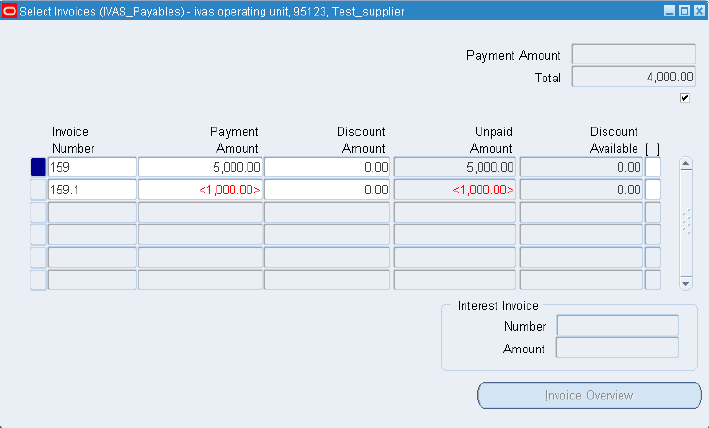 Select Invoices (IVAS_Payables) - ivas operating unit, 95123, Test_supplier
Payment Amount
Total 4,000.00
Invoice Payment Discount Unpaid Discount
Number Amount Amount Amount Available [ ]
159 5,000.00 0.00 5,000.00 0.00
159.1 <1,000.00> 0.00 <1,000.00> 0.00
Interest Invoice
Number
Amount
Invoice Overview